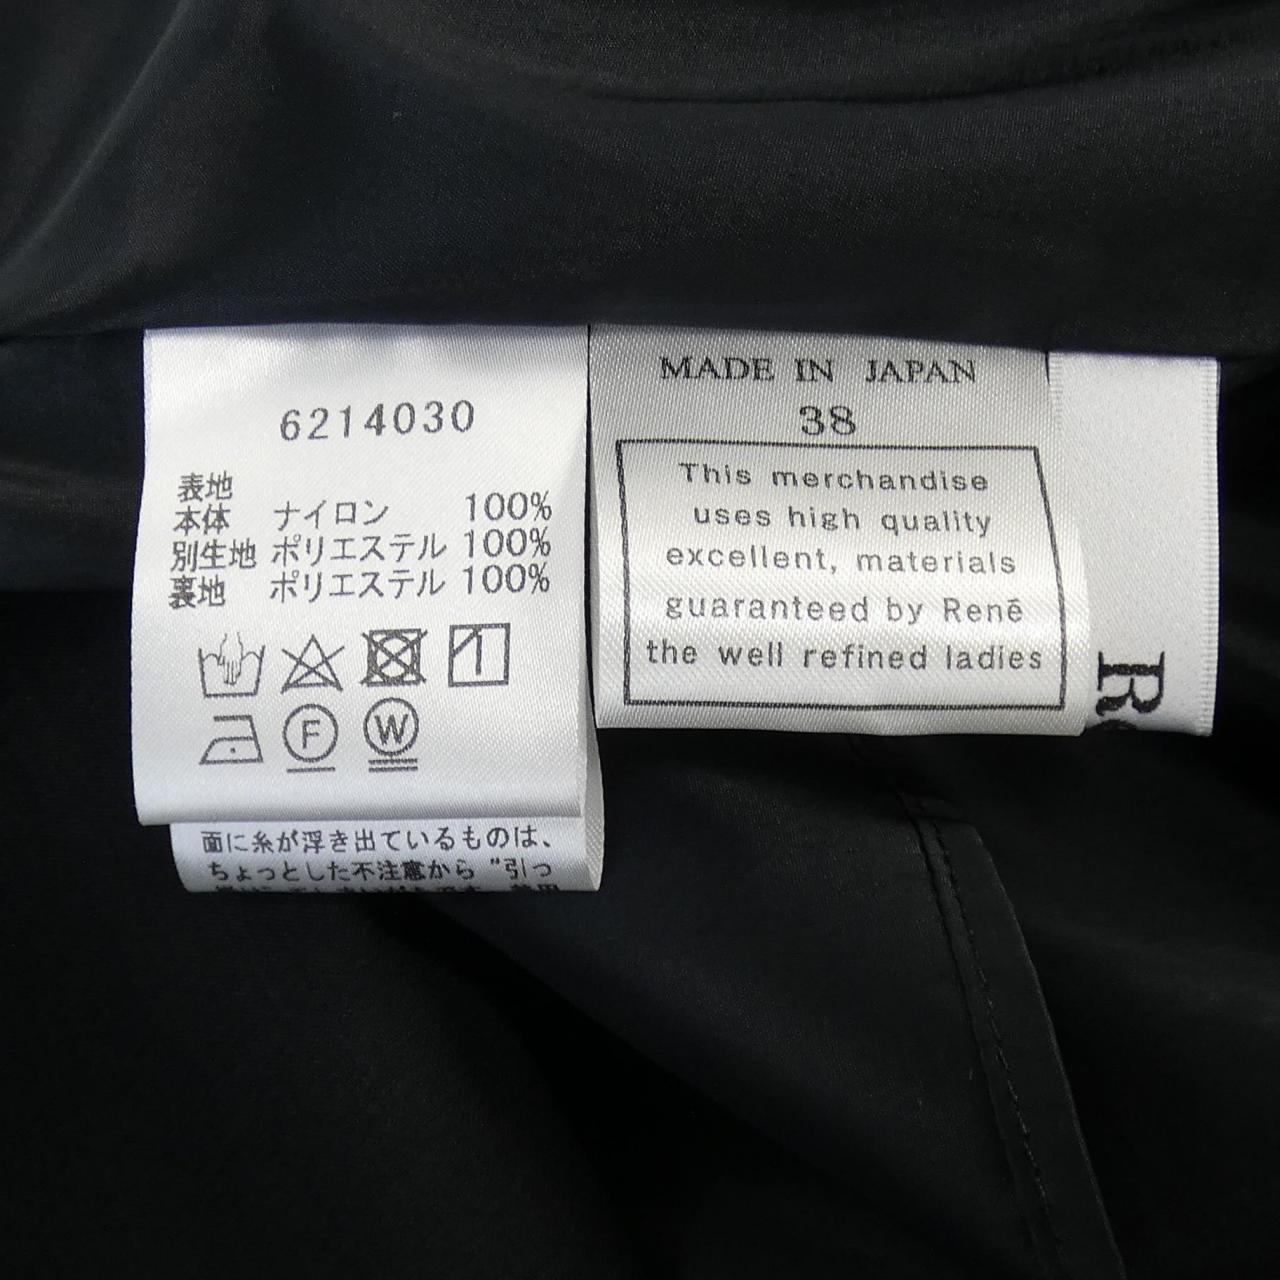 6214030
表地
本体 ナイロン 100%
別生地 ポリエステル 100%
裏地 ポリエステル 100%
F
W
面に糸が浮き出ているものは、
ちょっとした不注意から“引っ
MADE IN JAPAN
38
This merchandise
uses high quality
excellent, materials
guaranteed by René
the well refined ladies